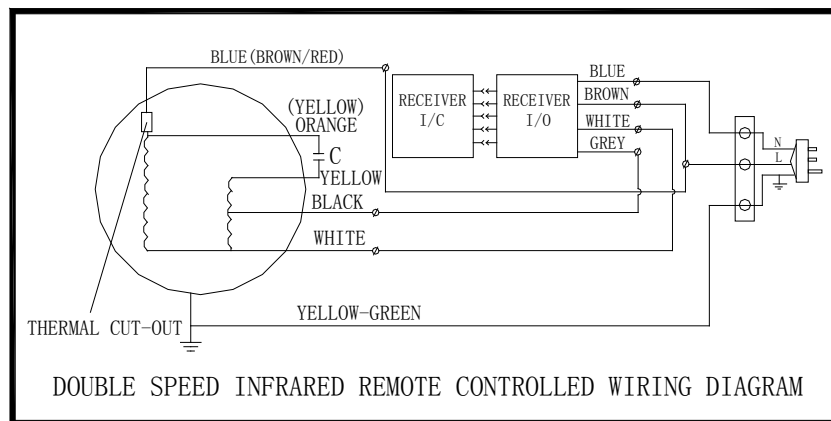 BLUE(BROWN/RED)
(YELLOW)
ORANGE
C
YELLOW
BLACK
WHITE
RECEIVER
I/C
RECEIVER
I/O
BLUE
BROWN
WHITE
GREY
N
L
YELLOW-GREEN
THERMAL CUT-OUT
DOUBLE SPEED INFRARED REMOTE CONTROLLED WIRING DIAGRAM